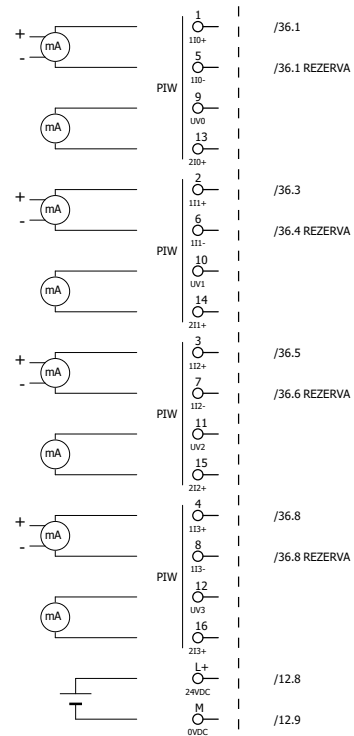 1
+
mA
1I0+
/36.1
-
5
1I0-
/36.1 REZERVA
PIW
9
mA
UV0
13
2I0+
2
+
mA
1I1+
/36.3
-
6
1I1-
/36.4 REZERVA
PIW
10
mA
UV1
14
2I1+
3
+
mA
1I2+
/36.5
-
7
1I2-
/36.6 REZERVA
PIW
11
mA
UV2
15
2I2+
4
+
mA
1I3+
/36.8
-
8
1I3-
/36.8 REZERVA
PIW
12
mA
UV3
16
2I3+
L+
24VDC
/12.8
M
0VDC
/12.9